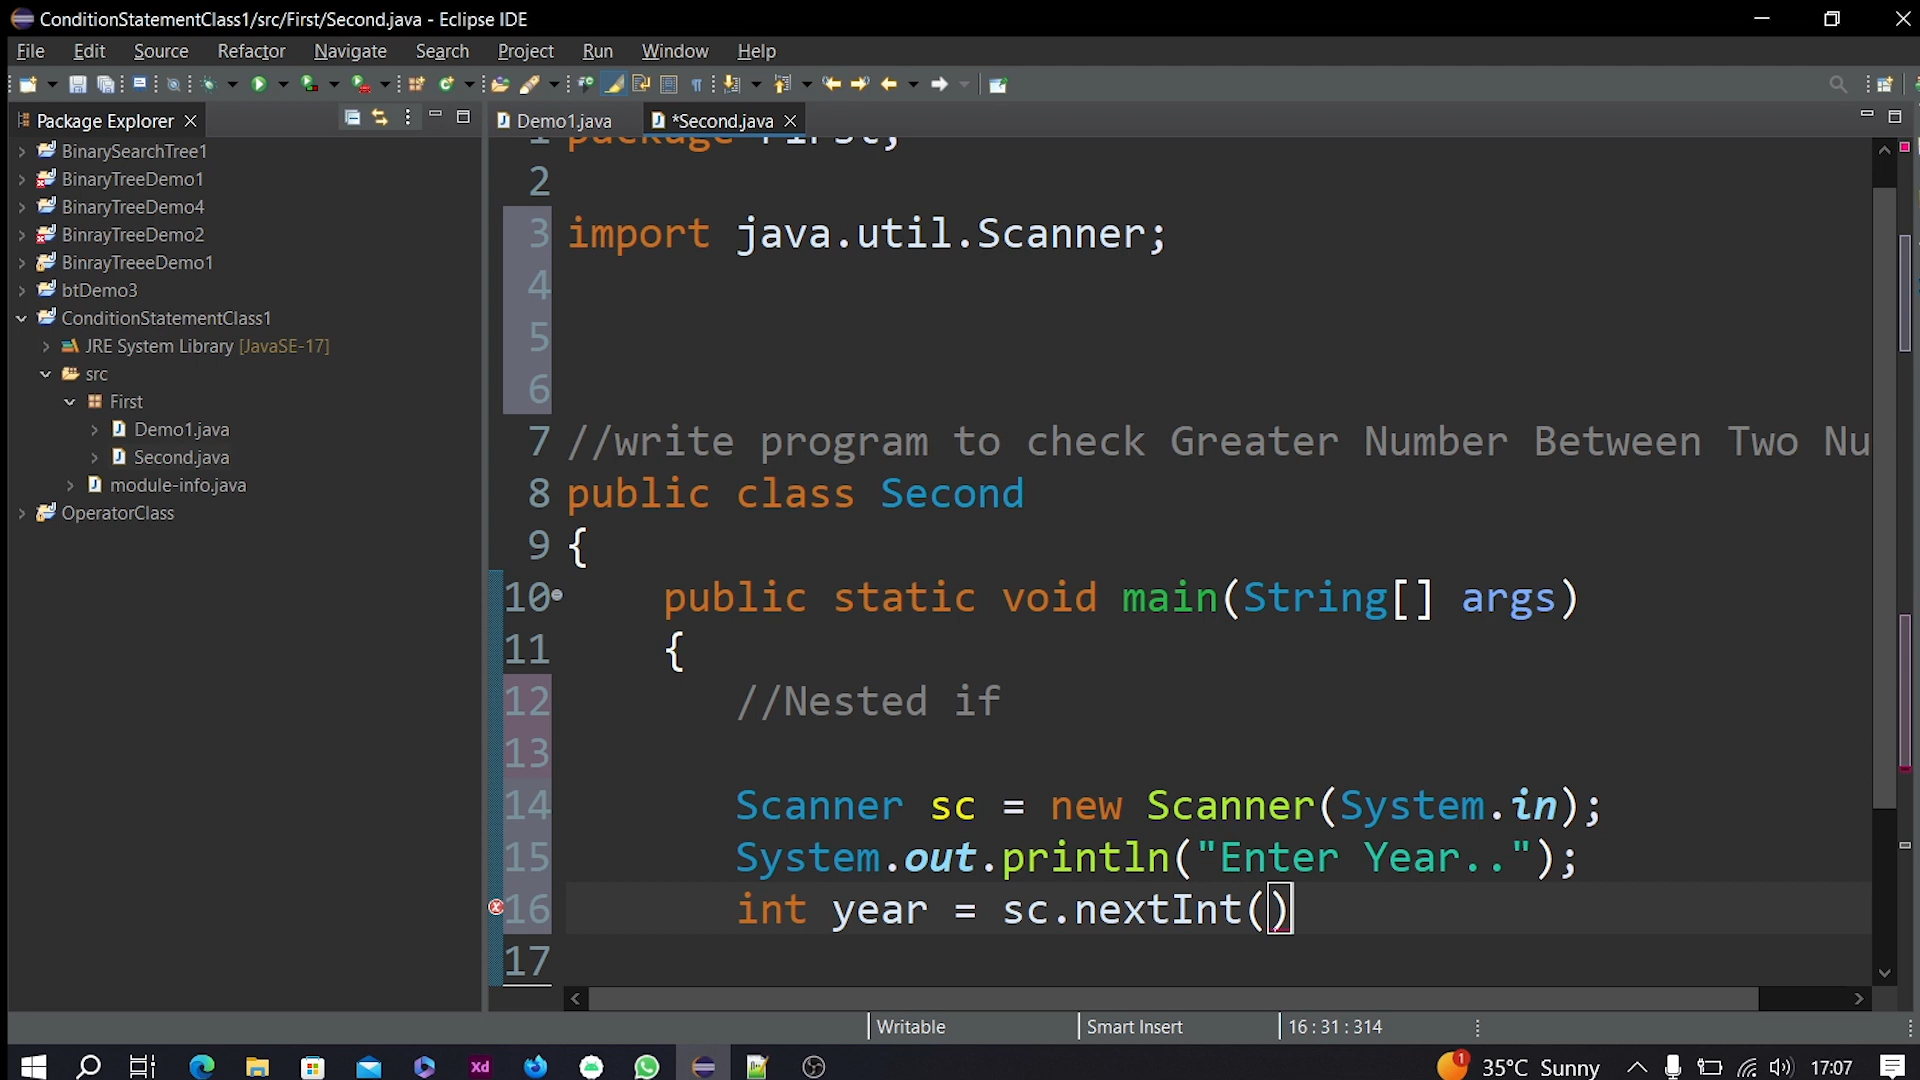 ConditionStatementClass1/src/First/Second.java - Eclipse IDE
File Edit Source Refactor Navigate Search Project Run Window Help
Package Explorer
Demo1.java
*Second.java
BinarySearchTree1
BinaryTreeDemo1
BinaryTreeDemo4
BinrayTreeDemo2
BinrayTreeeDemo1
btDemo3
ConditionStatementClass1
JRE System Library [JavaSE-17]
src
First
Demo1.java
Second.java
module-info.java
OperatorClass
1 package First;
2
3 import java.util.Scanner;
4
5
6
7 //write program to check Greater Number Between Two Nu
8 public class Second
9 {
10 public static void main(String[] args)
11 {
12 //Nested if
13
14 Scanner sc = new Scanner(System.in);
15 System.out.println("Enter Year..");
16 int year = sc.nextInt()
17
Writable Smart Insert 16 : 31 : 314
Xd
1 35°C Sunny 17:07